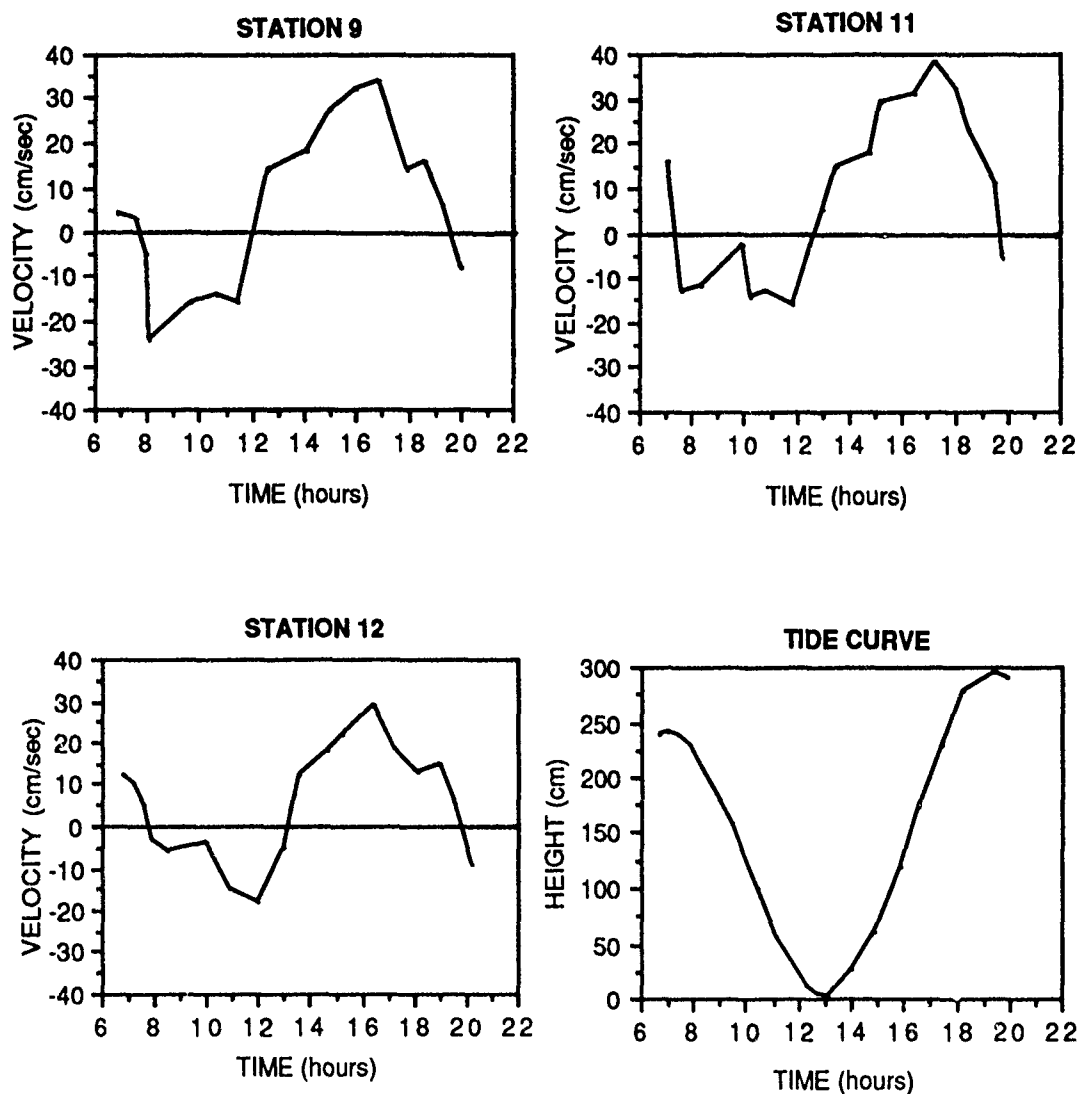 STATION 9
VELOCITY (cm/sec)
40
30
20
10
0
-10
-20
-30
-40
6 8 10 12 14 16 18 20 22
TIME (hours)
STATION 11
VELOCITY (cm/sec)
40
30
20
10
0
-10
-20
-30
-40
6 8 10 12 14 16 18 20 22
TIME (hours)
STATION 12
VELOCITY (cm/sec)
40
30
20
10
0
-10
-20
-30
-40
6 8 10 12 14 16 18 20 22
TIME (hours)
TIDE CURVE
HEIGHT (cm)
300
250
200
150
100
50
0
6 8 10 12 14 16 18 20 22
TIME (hours)